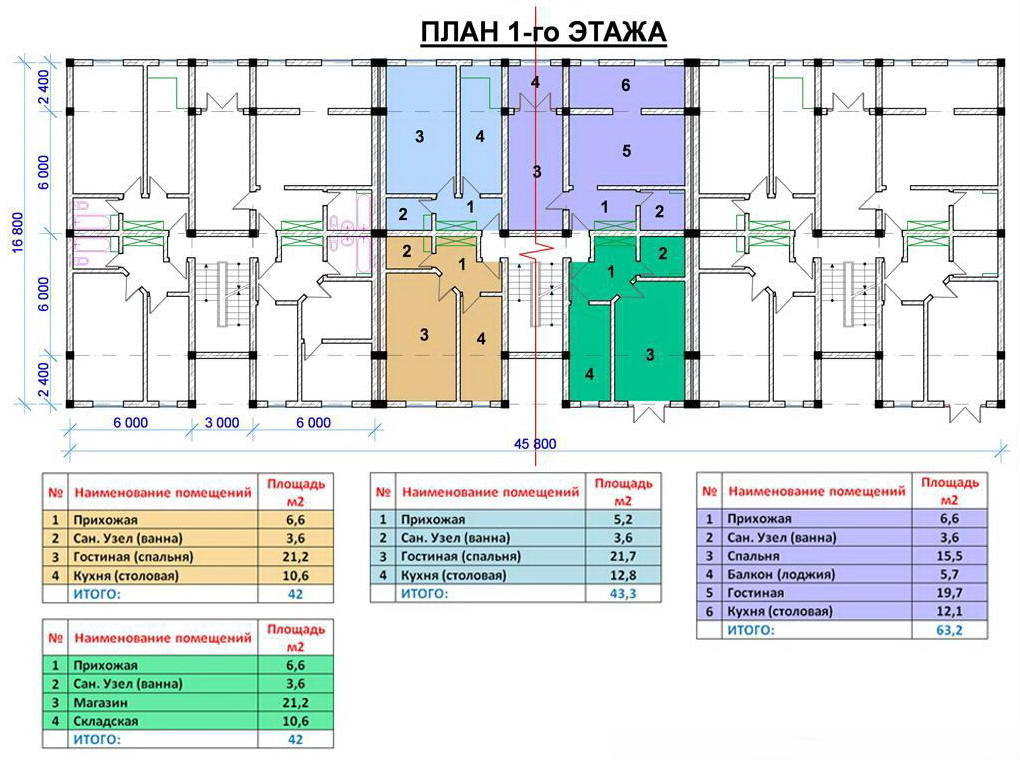 ПЛАН 1-го ЭТАЖА
2 400
6 000
16 800
6 000
2 400
3
4
4
6
3
5
2
1
1
2
2
1
1
2
3
4
4
3
6 000
3 000
6 000
45 800
№ Наименование помещений Площадь м2
1 Прихожая 6,6
2 Сан. Узел (ванна) 3,6
3 Гостиная (спальня) 21,2
4 Кухня (столовая) 10,6
ИТОГО: 42
№ Наименование помещений Площадь м2
1 Прихожая 5,2
2 Сан. Узел (ванна) 3,6
3 Гостиная (спальня) 21,7
4 Кухня (столовая) 12,8
ИТОГО: 43,3
№ Наименование помещений Площадь м2
1 Прихожая 6,6
2 Сан. Узел (ванна) 3,6
3 Спальня 15,5
4 Балкон (лоджия) 5,7
5 Гостиная 19,7
6 Кухня (столовая) 12,1
ИТОГО: 63,2
№ Наименование помещений Площадь м2
1 Прихожая 6,6
2 Сан. Узел (ванна) 3,6
3 Магазин 21,2
4 Складская 10,6
ИТОГО: 42